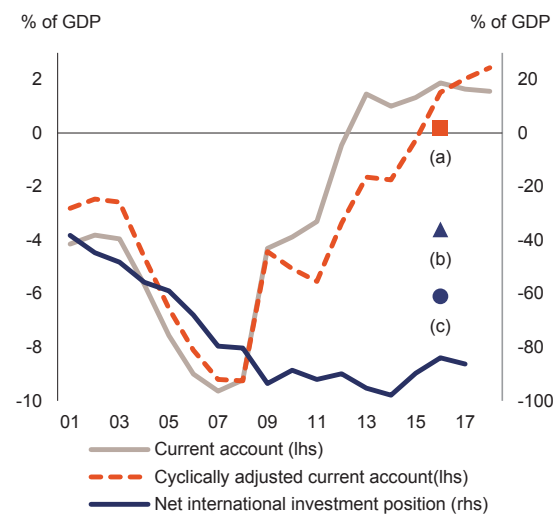 % of GDP % of GDP
2 20
0 0
(a)
-2 -20
-4 -40
(b)
-6 -60
(c)
-8 -80
-10 -100
01 03 05 07 09 11 13 15 17
Current account (lhs)
Cyclically adjusted current account(lhs)
Net international investment position (rhs)